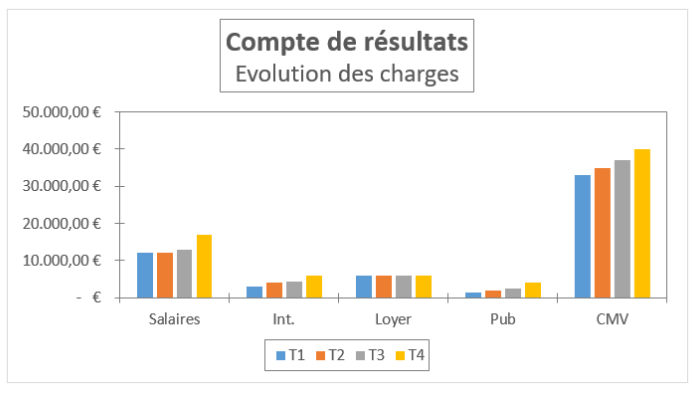 Compte de résultats
Evolution des charges
50.000,00 €
40.000,00 €
30.000,00 €
20.000,00 €
10.000,00 €
- €
Salaires Int. Loyer Pub CMV
T1 T2 T3 T4